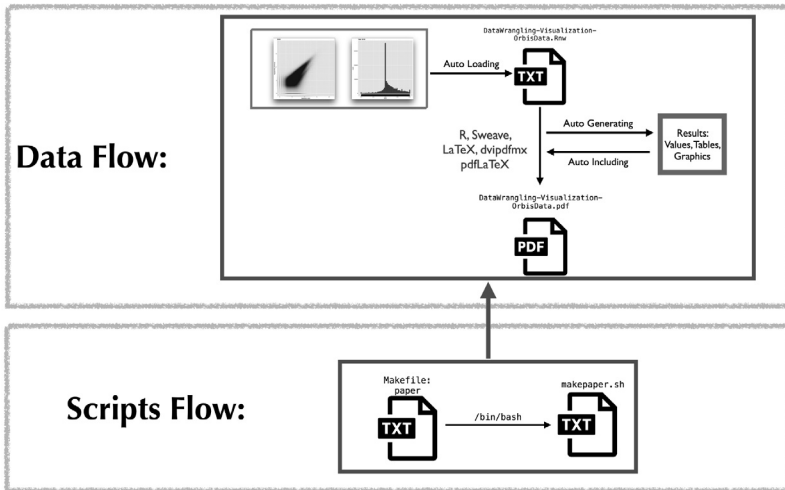 Data Flow:
DataWrangling-Visualization-
OrbisData.Rnw
Auto Loading
TXT
R, Sweave,
LaTeX, dvipdfmx
pdfLaTeX
Auto Generating
Auto Including
Results:
Values,Tables,
Graphics
DataWrangling-Visualization-
OrbisData.pdf
PDF
Scripts Flow:
Makefile:
paper
TXT
/bin/bash
makepaper.sh
TXT